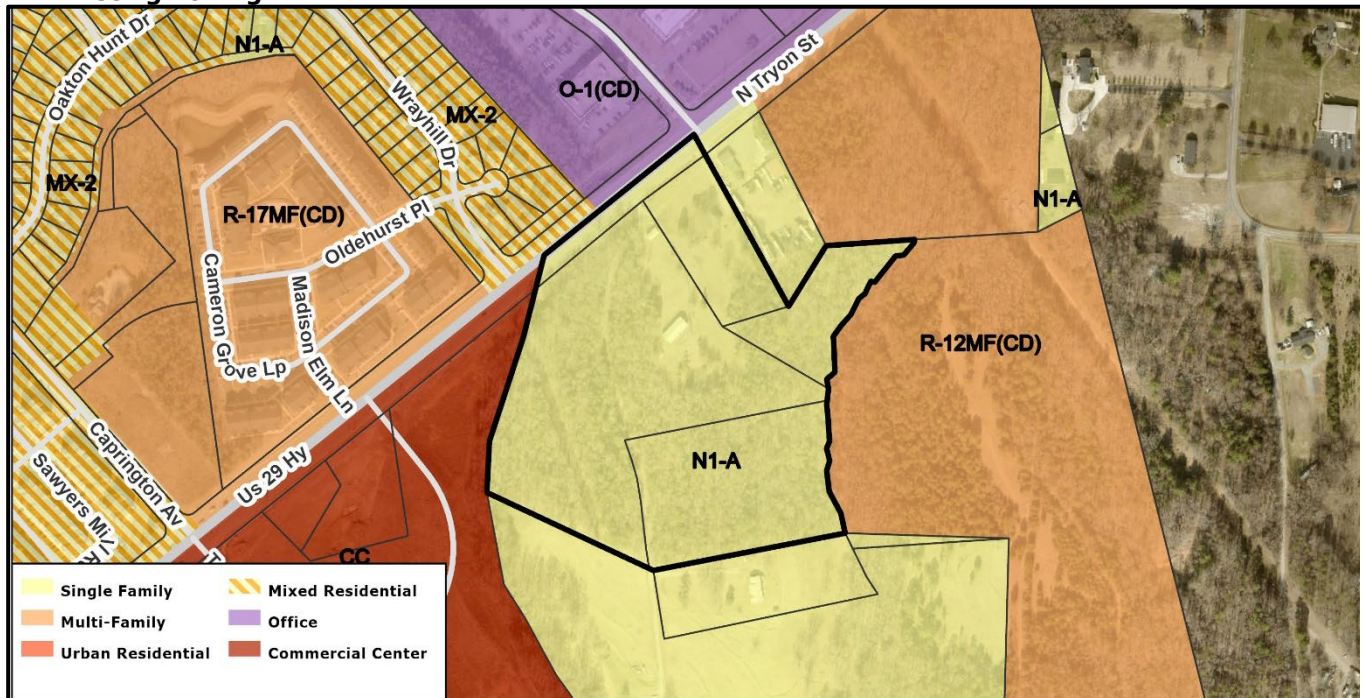 N1-A
Oakton Hunt Dr
O-1(CD)
N Tryon St
MX-2
Wrayhill Dr
MX-2
N1-A
R-17MF(CD)
Oldehurst Pl
Cameron Grove Lp
Madison Elm Ln
R-12MF(CD)
Caprington Av
Us 29 Hy
N1-A
Sawyers Mi
CC
Single Family
Mixed Residential
Multi-Family
Office
Urban Residential
Commercial Center